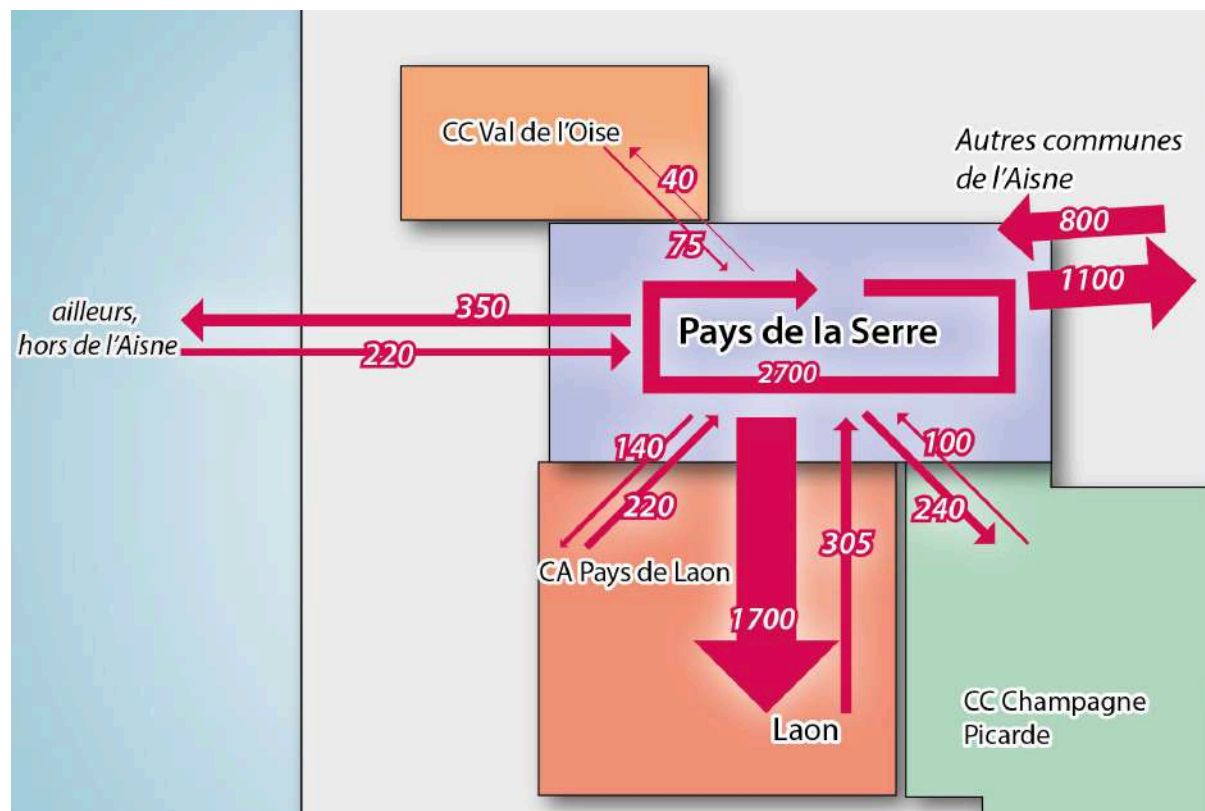 CC Val de l'Oise
Autres communes
de l'Aisne
40
800
75
1100
ailleurs,
hors de l'Aisne
350
220
Pays de la Serre
2700
140
220
100
240
305
CA Pays de Laon
1700
Laon
CC Champagne
Picarde